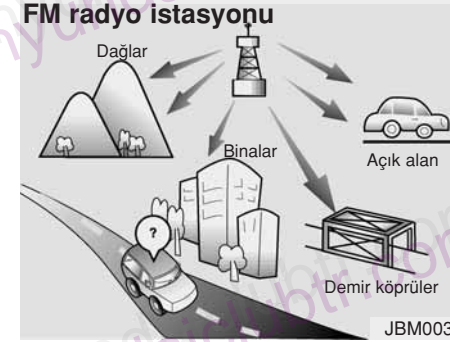 FM radyo istasyonu
Dağlar
Binalar
Açık alan
?
Demir köprüler
JBM003